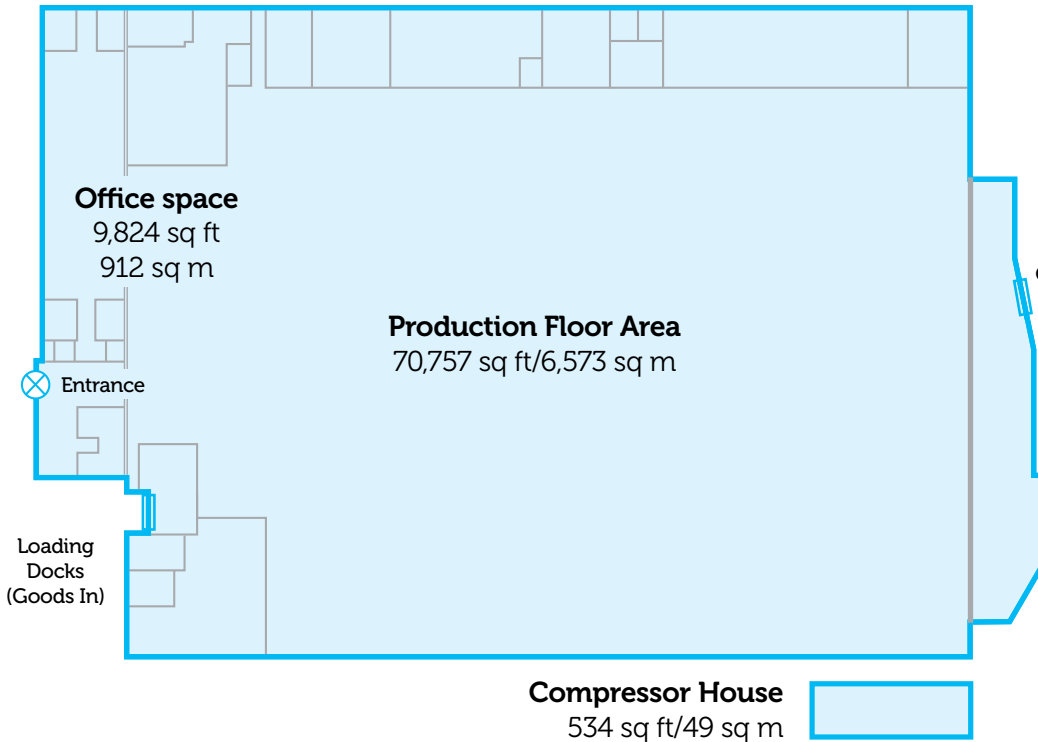 Office space
9,824 sq ft
912 sq m
Production Floor Area
70,757 sq ft/6,573 sq m
Entrance
Loading
Docks
(Goods In)
Compressor House
534 sq ft/49 sq m